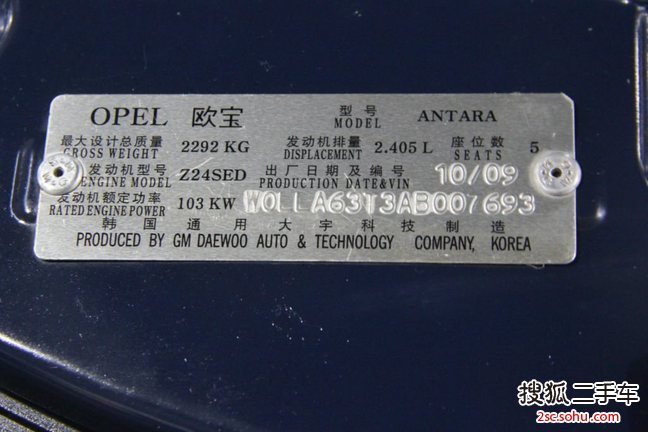 OPEL 欧宝 型号 MODEL ANTARA
最大设计总质量 GROSS WEIGHT 2292 KG 发动机排量 DISPLACEMENT 2.405 L 座位数 SEATS 5
发动机型号 ENGINE MODEL Z24SED 出厂日期及编号 PRODUCTION DATE&VIN 10/09
发动机额定功率 RATED ENGINE POWER 103 KW W0LLA63T3AB007693
韩国通用大宇科技制造
PRODUCED BY GM DAEWOO AUTO & TECHNOLOGY COMPANY, KOREA
搜狐二手车
2sc.sohu.com